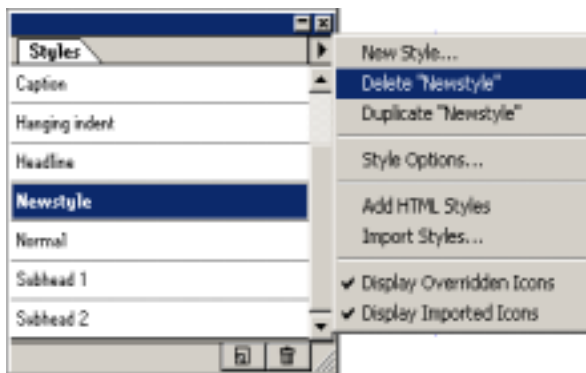 Styles
Caption
Hanging indent
Headline
Newstyle
Normal
Subhead 1
Subhead 2
New Style...
Delete "Newstyle"
Duplicate "Newstyle"
Style Options...
Add HTML Styles
Import Styles...
Display Overridden Icons
Display Imported Icons